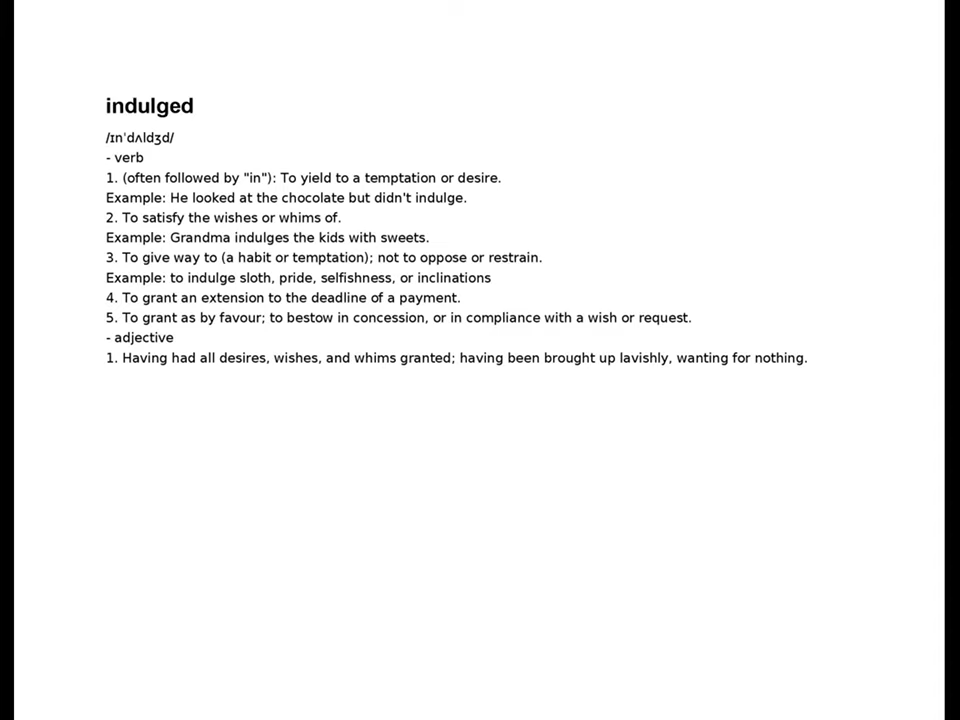 indulged
/ɪnˈdʌldʒd/
- verb
1. (often followed by "in"): To yield to a temptation or desire.
Example: He looked at the chocolate but didn't indulge.
2. To satisfy the wishes or whims of.
Example: Grandma indulges the kids with sweets.
3. To give way to (a habit or temptation); not to oppose or restrain.
Example: to indulge sloth, pride, selfishness, or inclinations
4. To grant an extension to the deadline of a payment.
5. To grant as by favour; to bestow in concession, or in compliance with a wish or request.
- adjective
1. Having had all desires, wishes, and whims granted; having been brought up lavishly, wanting for nothing.